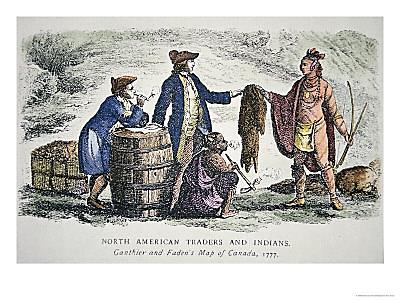 NORTH AMERICAN TRADERS AND INDIANS.
Gauthier and Faden's Map of Canada, 1777.